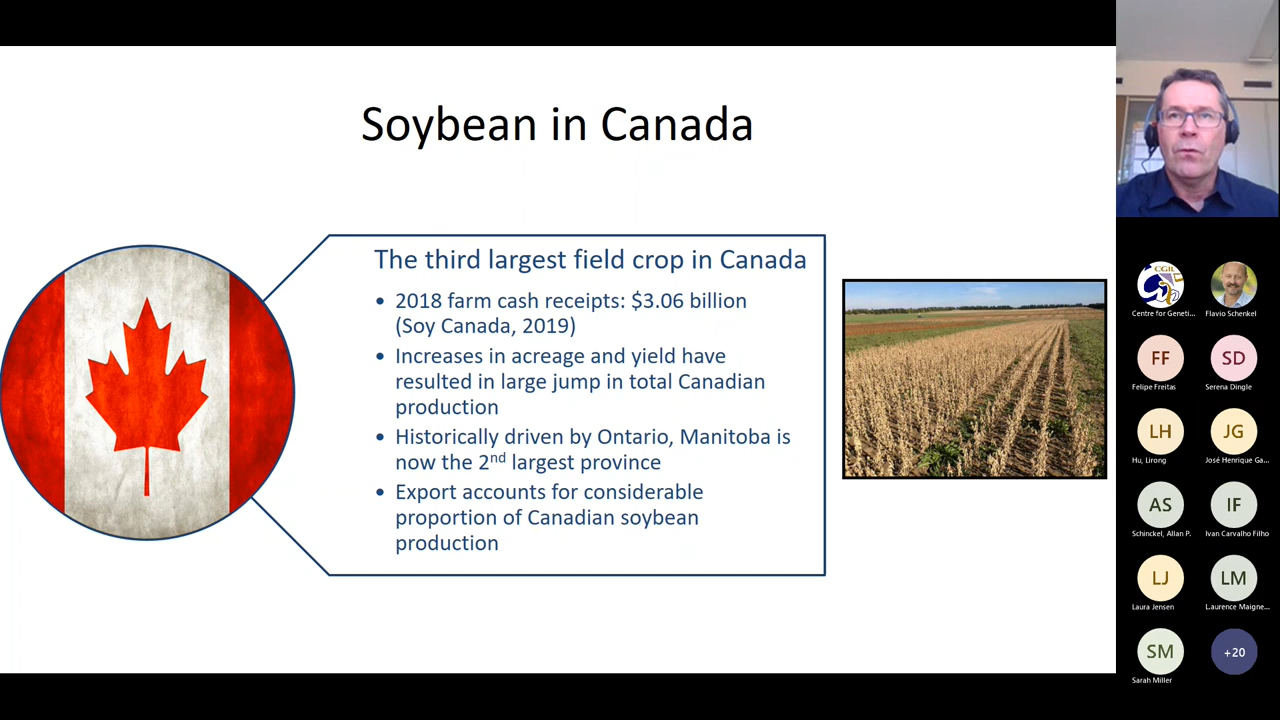 Soybean in Canada
The third largest field crop in Canada
• 2018 farm cash receipts: $3.06 billion
(Soy Canada, 2019)
• Increases in acreage and yield have
resulted in large jump in total Canadian
production
• Historically driven by Ontario, Manitoba is
now the 2nd largest province
• Export accounts for considerable
proportion of Canadian soybean
production
CGIL
Centre for Geneti...
Flavio Schenkel
FF
Felipe Freitas
SD
Serena Dingle
LH
Hu, Lirong
JG
José Henrique Ga...
AS
Schinckel, Allan P.
IF
Ivan Carvalho Filho
LJ
Laura Jensen
LM
Laurence Maigne...
SM
Sarah Miller
+20